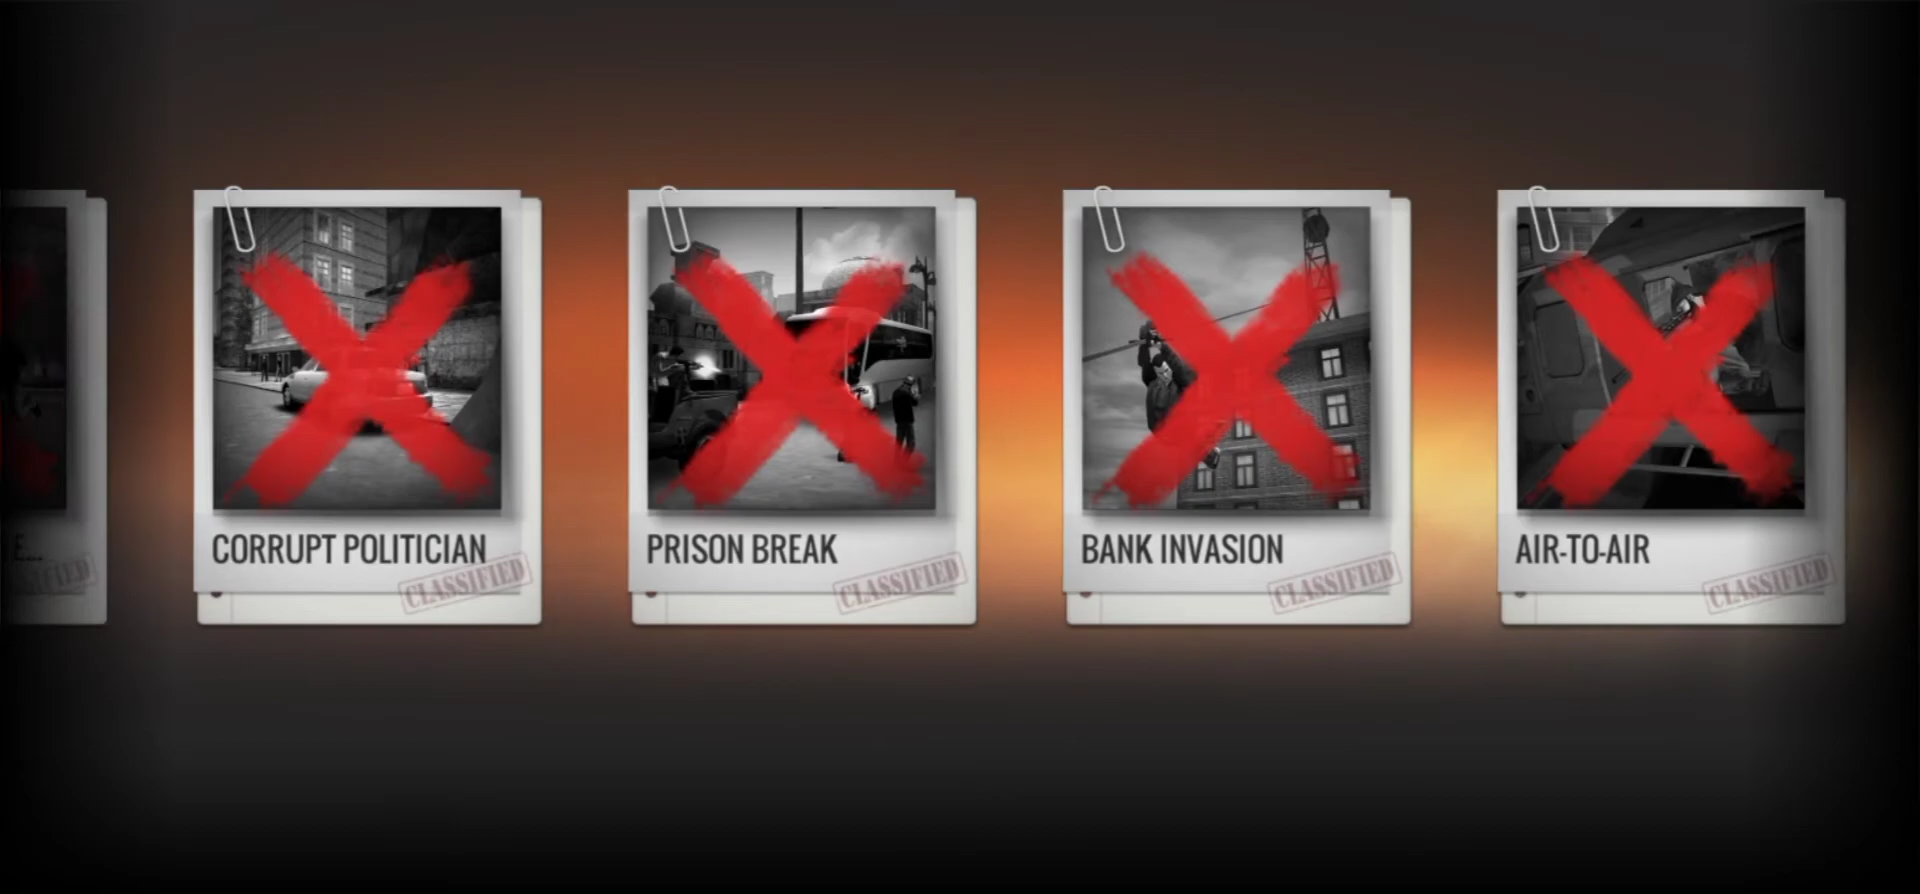 CORRUPT POLITICIAN
CLASSIFIED
PRISON BREAK
CLASSIFIED
BANK INVASION
CLASSIFIED
AIR-TO-AIR
CLASSIFIED